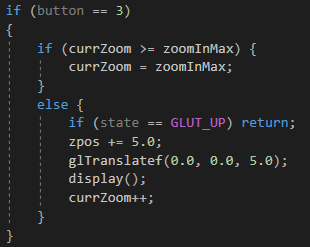 if (button == 3)
{
    if (currZoom >= zoomInMax) {
        currZoom = zoomInMax;
    }
    else {
        if (state == GLUT_UP) return;
        zpos += 5.0;
        glTranslatef(0.0, 0.0, 5.0);
        display();
        currZoom++;
    }
}